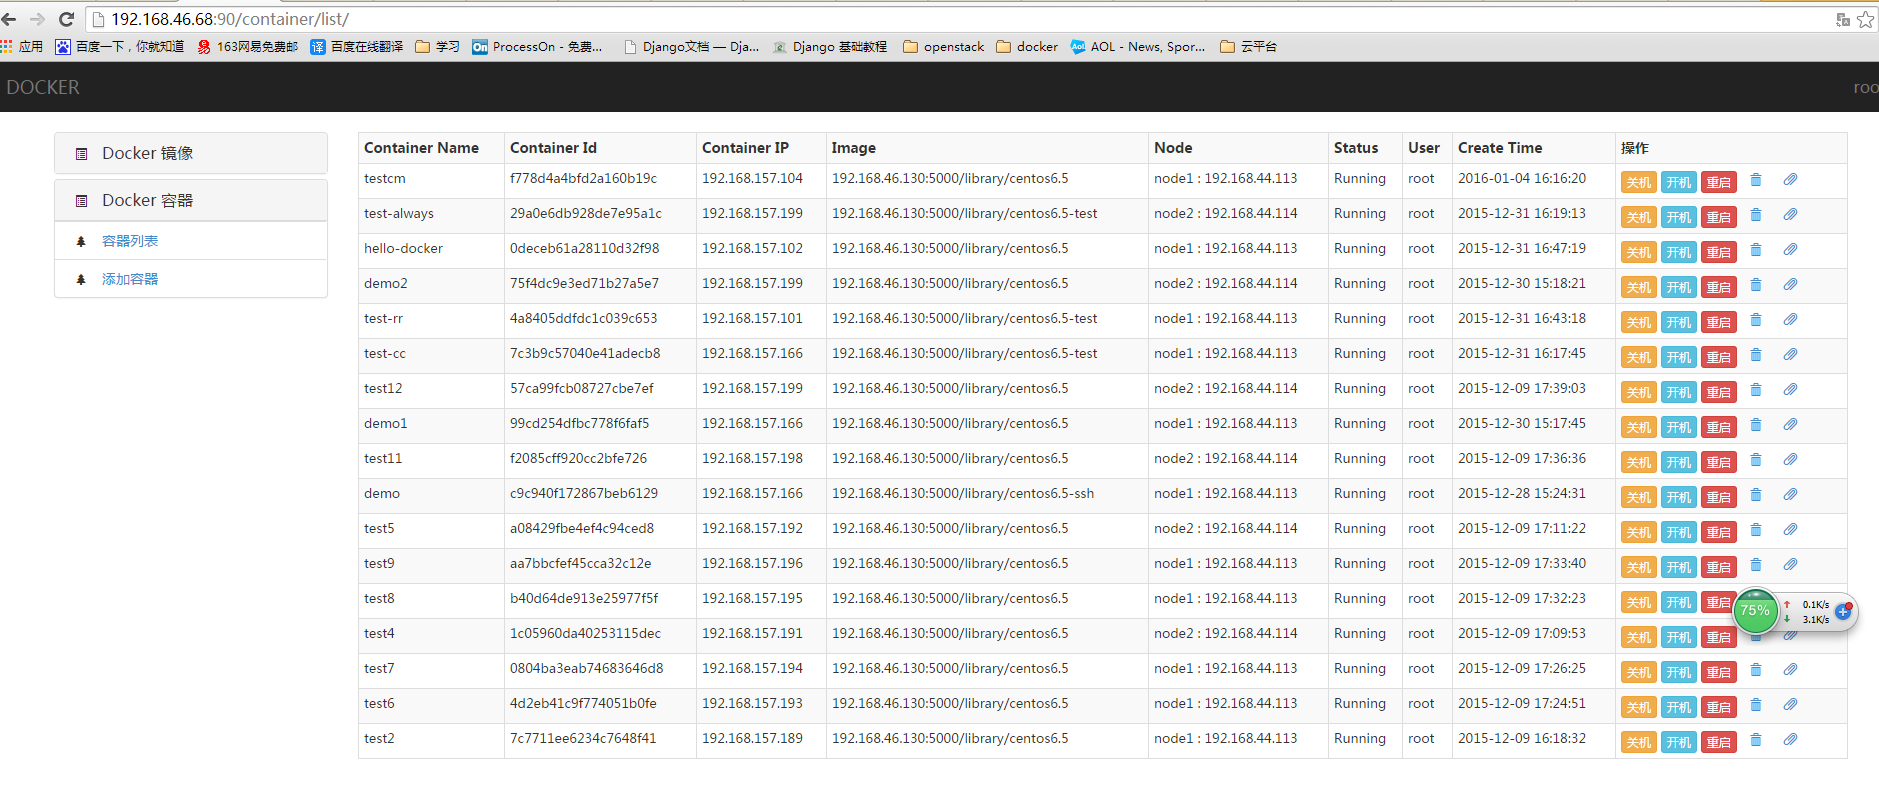 192.168.46.68:90/container/list/
应用 百度一下，你就知道 163网易免费邮 译 百度在线翻译 学习 On ProcessOn - 免费... Django文档 — Dja... Django 基础教程 openstack docker Aol AOL - News, Spor... 云平台
DOCKER roo
Docker 镜像
Docker 容器
容器列表
添加容器
Container Name Container Id Container IP Image Node Status User Create Time 操作
testcm f778d4a4bfd2a160b19c 192.168.157.104 192.168.46.130:5000/library/centos6.5 node1 : 192.168.44.113 Running root 2016-01-04 16:16:20 关机 开机 重启
test-always 29a0e6db928de7e95a1c 192.168.157.199 192.168.46.130:5000/library/centos6.5-test node2 : 192.168.44.114 Running root 2015-12-31 16:19:13 关机 开机 重启
hello-docker 0deceb61a28110d32f98 192.168.157.102 192.168.46.130:5000/library/centos6.5 node1 : 192.168.44.113 Running root 2015-12-31 16:47:19 关机 开机 重启
demo2 75f4dc9e3ed71b27a5e7 192.168.157.199 192.168.46.130:5000/library/centos6.5 node2 : 192.168.44.114 Running root 2015-12-30 15:18:21 关机 开机 重启
test-rr 4a8405ddfdc1c039c653 192.168.157.101 192.168.46.130:5000/library/centos6.5-test node1 : 192.168.44.113 Running root 2015-12-31 16:43:18 关机 开机 重启
test-cc 7c3b9c57040e41adecb8 192.168.157.166 192.168.46.130:5000/library/centos6.5-test node1 : 192.168.44.113 Running root 2015-12-31 16:17:45 关机 开机 重启
test12 57ca99fcb08727cbe7ef 192.168.157.199 192.168.46.130:5000/library/centos6.5 node2 : 192.168.44.114 Running root 2015-12-09 17:39:03 关机 开机 重启
demo1 99cd254dfbc778f6faf5 192.168.157.166 192.168.46.130:5000/library/centos6.5 node1 : 192.168.44.113 Running root 2015-12-30 15:17:45 关机 开机 重启
test11 f2085cff920cc2bfe726 192.168.157.198 192.168.46.130:5000/library/centos6.5 node2 : 192.168.44.114 Running root 2015-12-09 17:36:36 关机 开机 重启
demo c9c940f172867beb6129 192.168.157.166 192.168.46.130:5000/library/centos6.5-ssh node1 : 192.168.44.113 Running root 2015-12-28 15:24:31 关机 开机 重启
test5 a08429fbe4ef4c94ced8 192.168.157.192 192.168.46.130:5000/library/centos6.5 node2 : 192.168.44.114 Running root 2015-12-09 17:11:22 关机 开机 重启
test9 aa7bbcfef45cca32c12e 192.168.157.196 192.168.46.130:5000/library/centos6.5 node1 : 192.168.44.113 Running root 2015-12-09 17:33:40 关机 开机 重启
test8 b40d64de913e25977f5f 192.168.157.195 192.168.46.130:5000/library/centos6.5 node1 : 192.168.44.113 Running root 2015-12-09 17:32:23 关机 开机 重启 75% 0.1K/s
3.1K/s
test4 1c05960da40253115dec 192.168.157.191 192.168.46.130:5000/library/centos6.5 node2 : 192.168.44.114 Running root 2015-12-09 17:09:53 关机 开机 重启
test7 0804ba3eab74683646d8 192.168.157.194 192.168.46.130:5000/library/centos6.5 node1 : 192.168.44.113 Running root 2015-12-09 17:26:25 关机 开机 重启
test6 4d2eb41c9f774051b0fe 192.168.157.193 192.168.46.130:5000/library/centos6.5 node1 : 192.168.44.113 Running root 2015-12-09 17:24:51 关机 开机 重启
test2 7c7711ee6234c7648f41 192.168.157.189 192.168.46.130:5000/library/centos6.5 node1 : 192.168.44.113 Running root 2015-12-09 16:18:32 关机 开机 重启